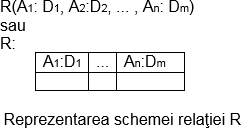 R(A1: D1, A2:D2, ... , An: Dm)
sau
R:
A1:D1 ... An:Dm
Reprezentarea schemei relaţiei R